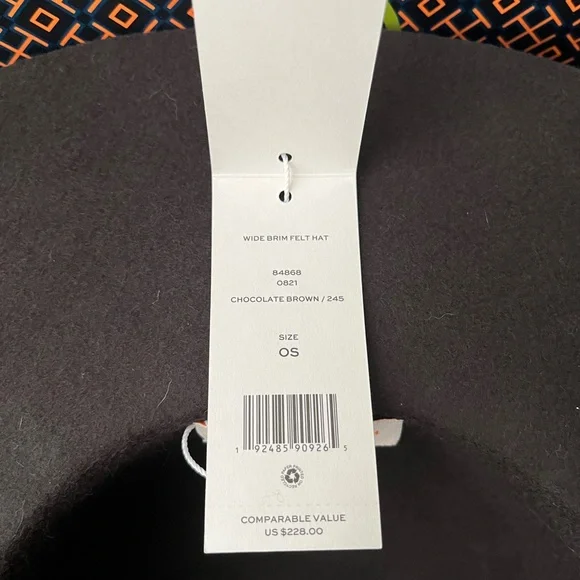 WIDE BRIM FELT HAT
84868
0821
CHOCOLATE BROWN / 245
SIZE
OS
1 92485 90926 5
COMPARABLE VALUE
US $228.00